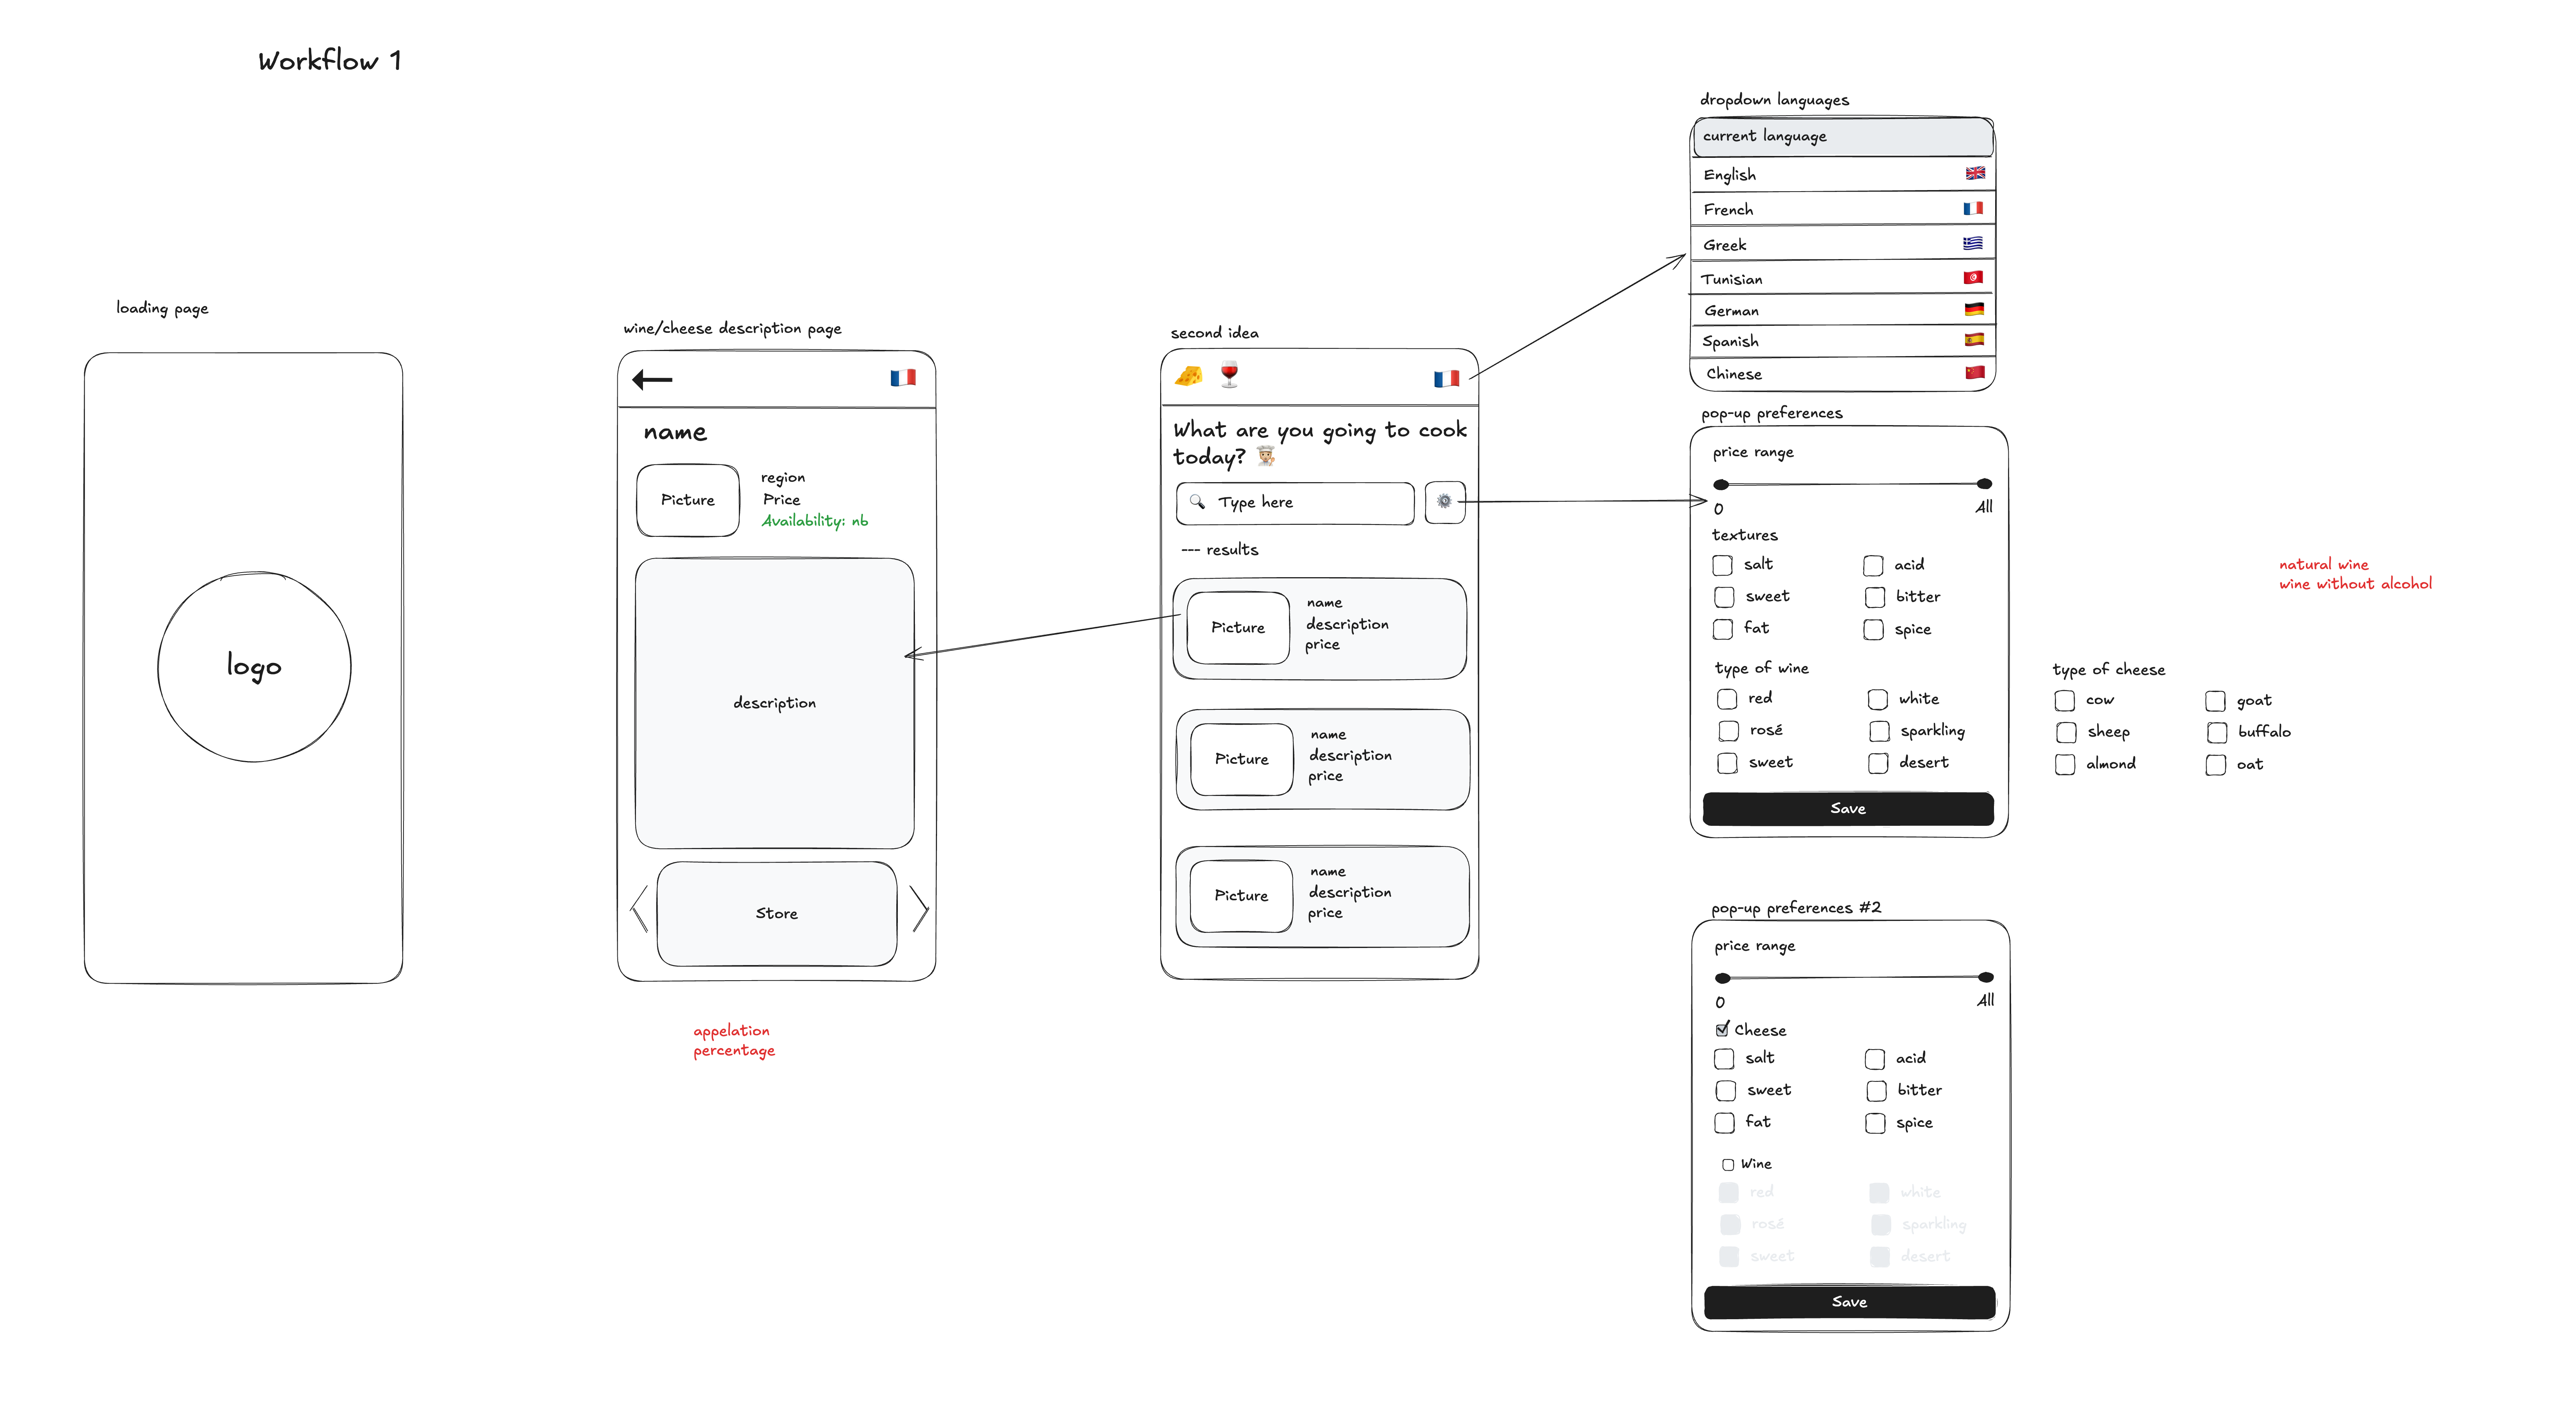 Workflow 1
loading page
logo
wine/cheese description page
name
Picture
region
Price
Availability: nb
description
Store
appelation
percentage
second idea
What are you going to cook
today?
Type here
--- results
Picture
name
description
price
Picture
name
description
price
Picture
name
description
price
dropdown languages
current language
English
French
Greek
Tunisian
German
Spanish
Chinese
pop-up preferences
price range
0 All
textures
salt acid
sweet bitter
fat spice
type of wine
red white
rosé sparkling
sweet desert
Save
type of cheese
cow goat
sheep buffalo
almond oat
natural wine
wine without alcohol
pop-up preferences #2
price range
0 All
Cheese
salt acid
sweet bitter
fat spice
Wine
red white
rosé sparkling
sweet desert
Save